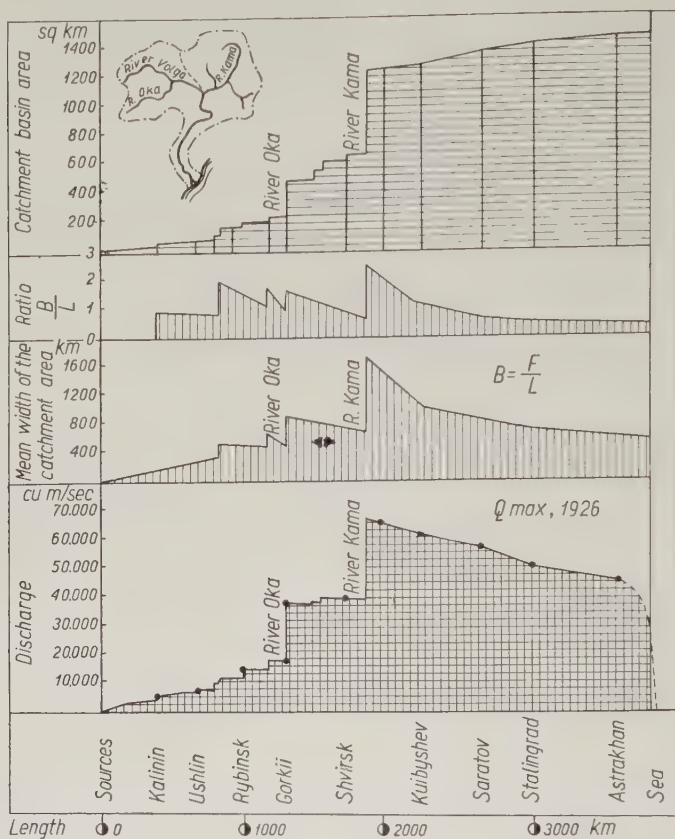 sq km
1400
1200
1000
800
600
400
200
3
Catchment basin area
River Volga
R. Oka
R. Kama
River Oka
River Kama
Ratio B/L
2
1
0
Mean width of the catchment area
km
1600
1200
800
400
River Oka
R. Kama
B = F/L
cu m/sec
70.000
60.000
50.000
40.000
30.000
20.000
10,000
Discharge
River Oka
River Kama
Q max, 1926
Sources
Kalinin
Ushlin
Rybinsk
Gorkii
Shvirsk
Kuibyshev
Saratov
Stalingrad
Astrakhan
Sea
Length 0 1000 2000 3000 km